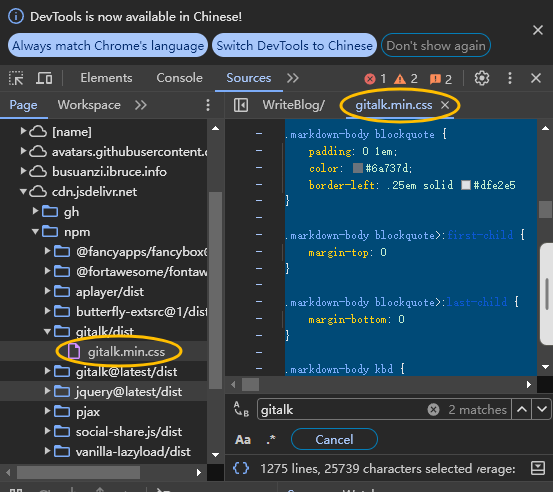 DevTools is now available in Chinese!
Always match Chrome's language
Switch DevTools to Chinese
Don't show again
Elements
Console
Sources
1
2
2
Page
Workspace
WriteBlog/
gitalk.min.css
[name]
avatars.githubusercontent.c
busuanzi.ibruce.info
cdn.jsdelivr.net
gh
npm
@fancyapps/fancybox@
@fortawesome/fontaw
aplayer/dist
butterfly-extsrc@1/dist
gitalk/dist
gitalk.min.css
gitalk@latest/dist
jquery@latest/dist
pjax
social-share.js/dist
vanilla-lazyload/dist
.markdown-body blockquote {
padding: 0 1em;
color: #6a737d;
border-left: .25em solid #dfe2e5
}
.markdown-body blockquote>:first-child {
margin-top: 0
}
.markdown-body blockquote>:last-child {
margin-bottom: 0
}
.markdown-body kbd {
gitalk
2 matches
Aa
.*
Cancel
{}
1275 lines, 25739 characters selected
verage: